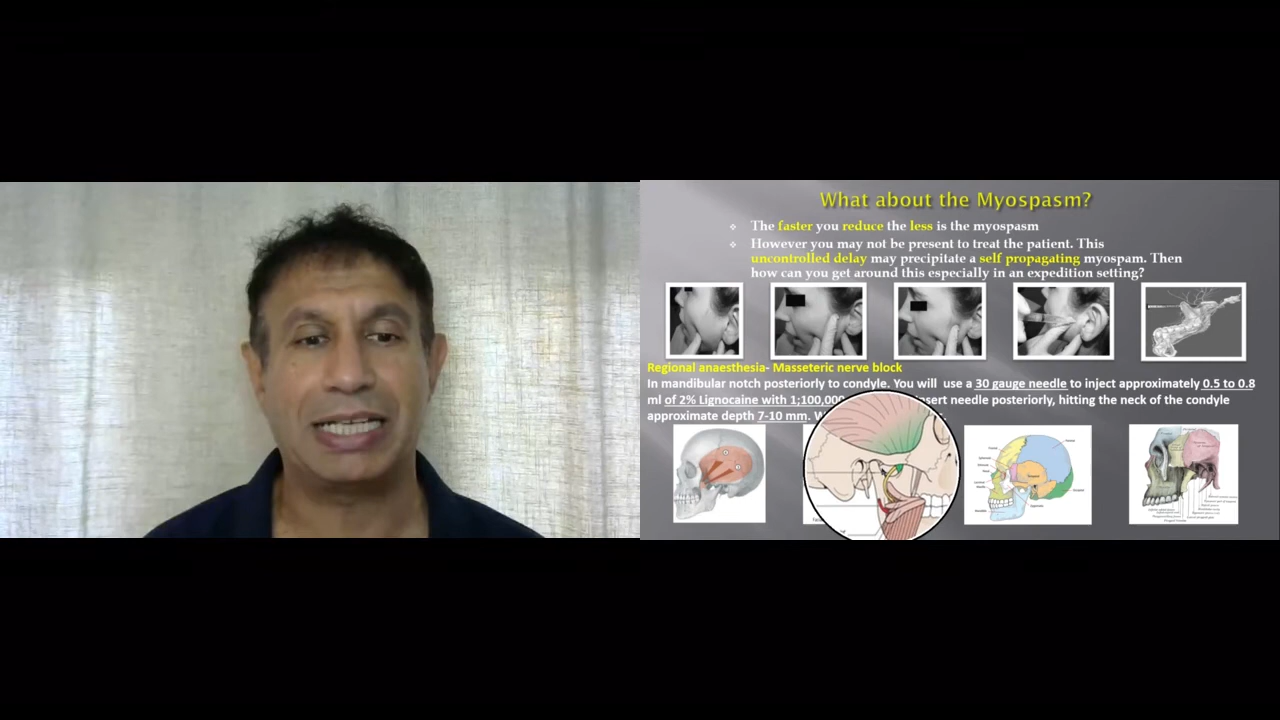 What about the Myospasm?
The faster you reduce the less is the myospasm
However you may not be present to treat the patient. This
uncontrolled delay may precipitate a self propagating myospam. Then
how can you get around this especially in an expedition setting?
Regional anaesthesia- Masseteric nerve block
In mandibular notch posteriorly to condyle. You will use a 30 gauge needle to inject approximately 0.5 to 0.8
ml of 2% Lignocaine with 1;100,000 insert needle posteriorly, hitting the neck of the condyle
approximate depth 7-10 mm.